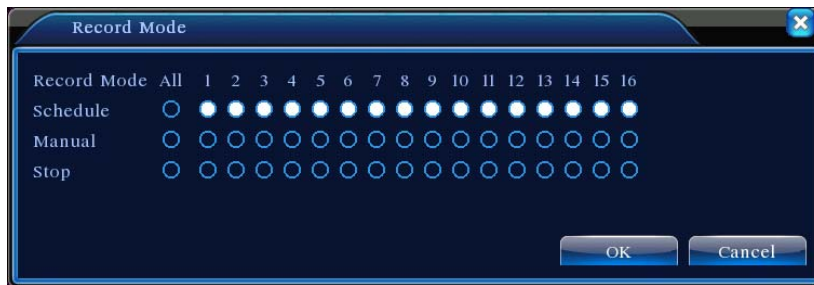 Record Mode
Record Mode All 1 2 3 4 5 6 7 8 9 10 11 12 13 14 15 16
Schedule
Manual
Stop
OK Cancel